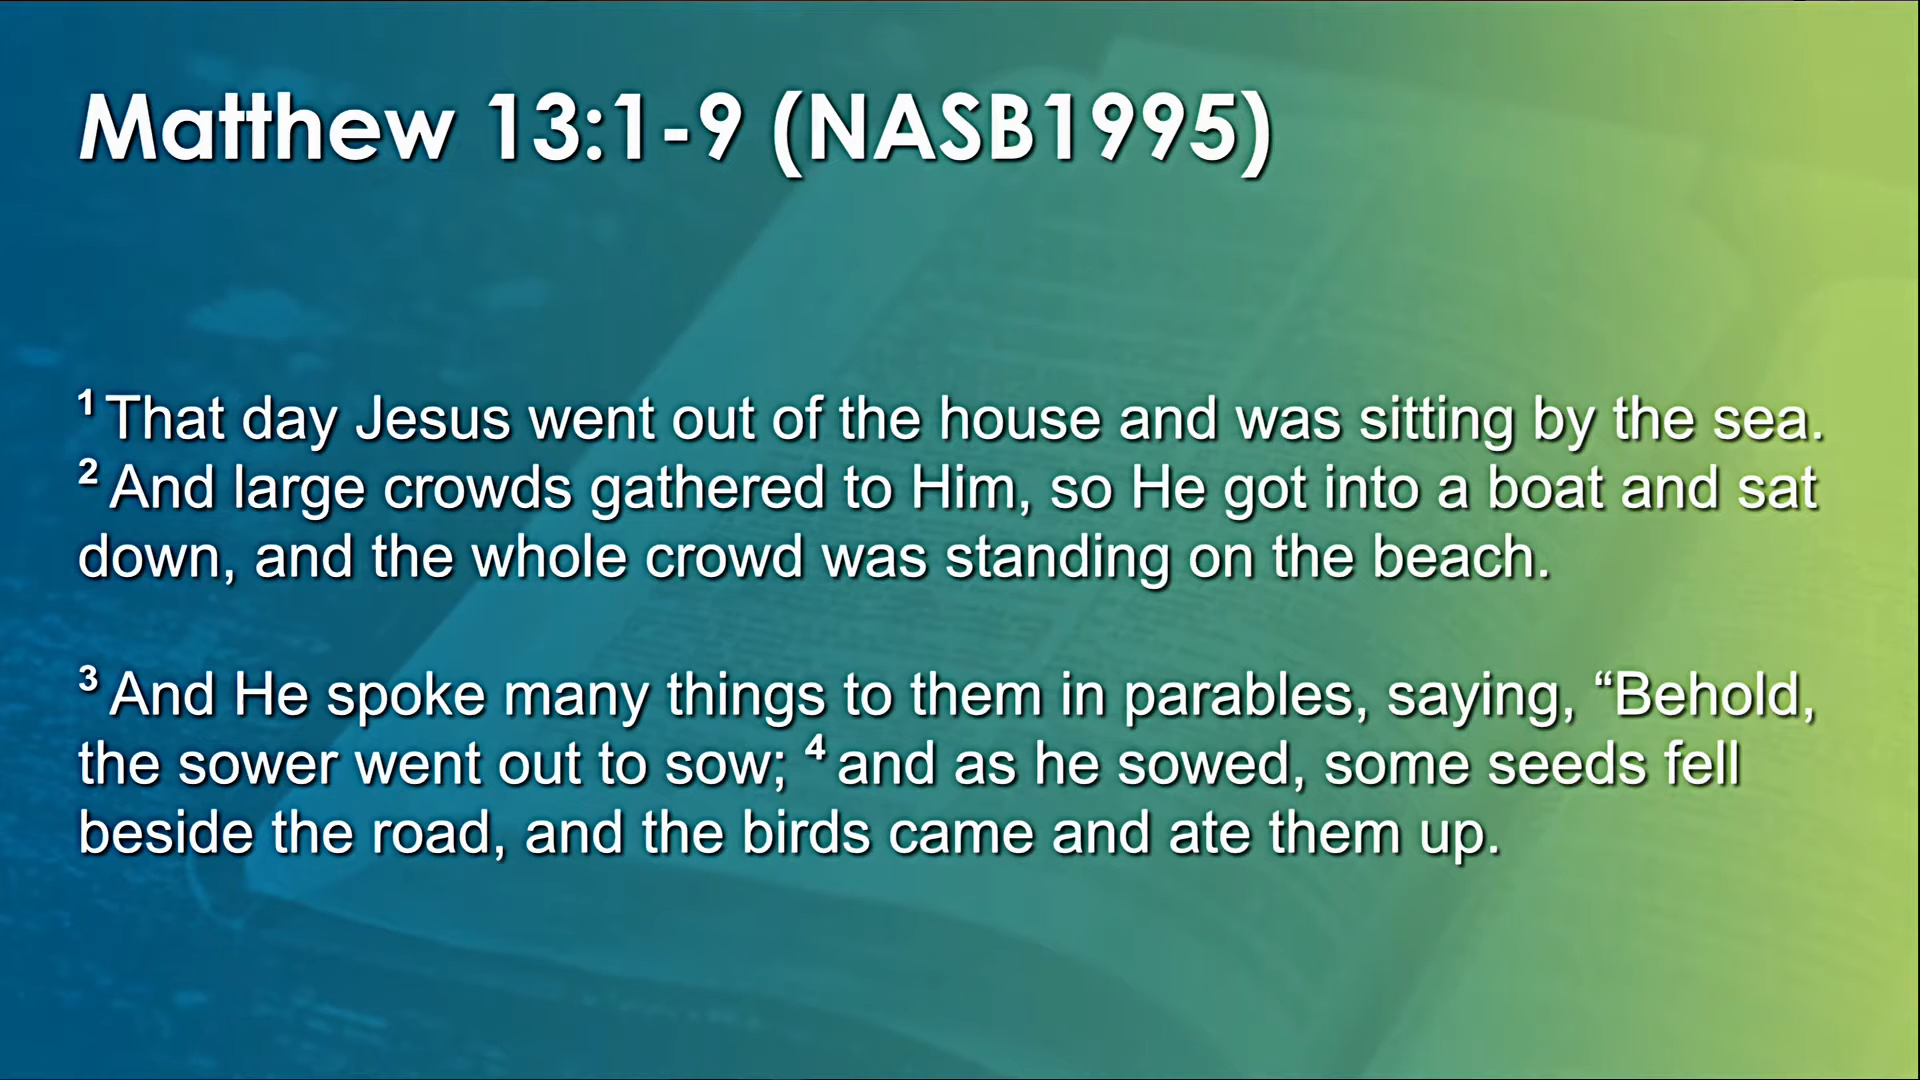 Matthew 13:1-9 (NASB1995)
1 That day Jesus went out of the house and was sitting by the sea.
2 And large crowds gathered to Him, so He got into a boat and sat
down, and the whole crowd was standing on the beach.
3 And He spoke many things to them in parables, saying, “Behold,
the sower went out to sow; 4 and as he sowed, some seeds fell
beside the road, and the birds came and ate them up.